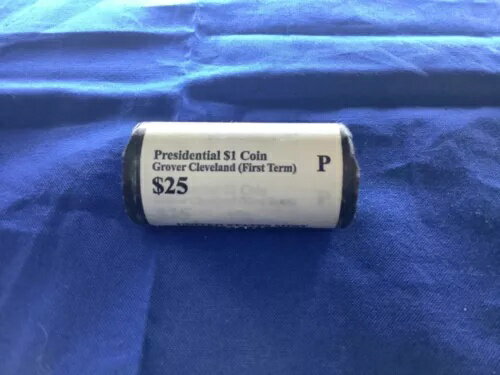 Presidential $1 Coin
Grover Cleveland (First Term)
$25
P